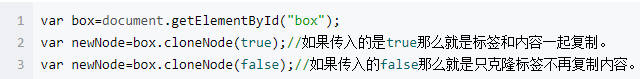 1 var box=document.getElementById("box");
2 var newNode=box.cloneNode(true);//如果传入的是true那么就是标签和内容一起复制。
3 var newNode=box.cloneNode(false);//如果传入的false那么就是只克隆标签不再复制内容。